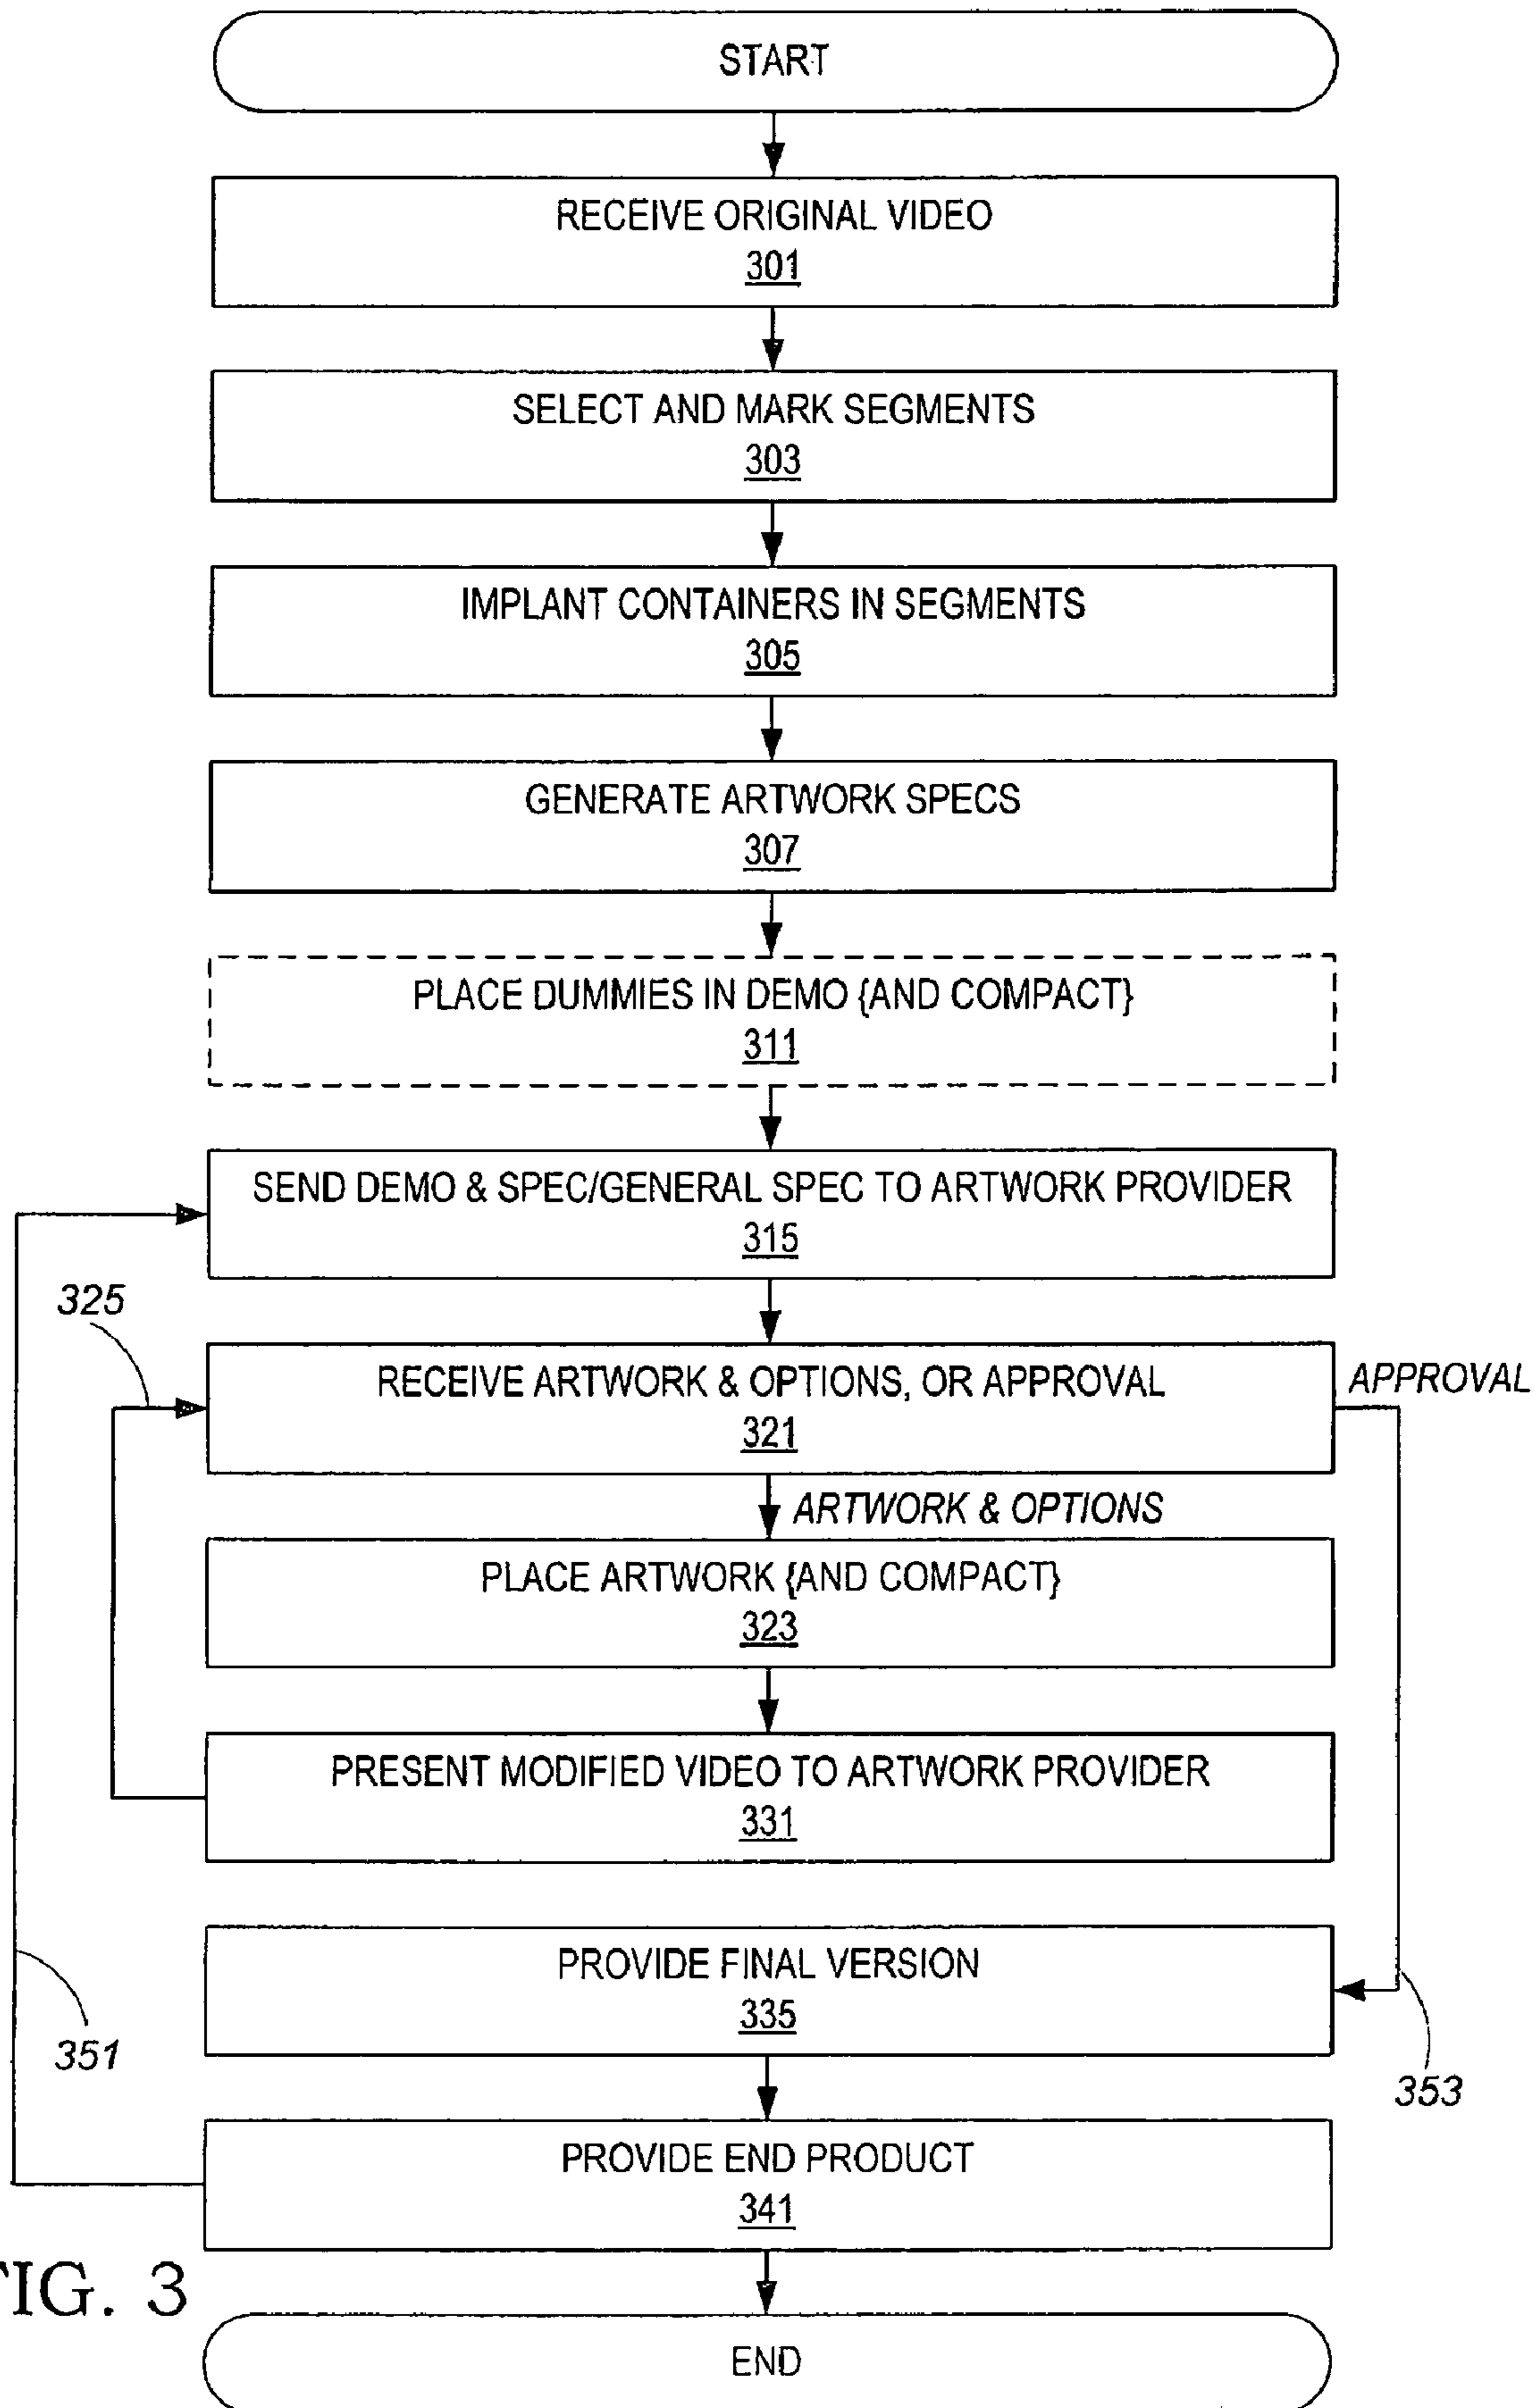 START
RECEIVE ORIGINAL VIDEO
301
SELECT AND MARK SEGMENTS
303
IMPLANT CONTAINERS IN SEGMENTS
305
GENERATE ARTWORK SPECS
307
PLACE DUMMIES IN DEMO {AND COMPACT}
311
SEND DEMO & SPEC/GENERAL SPEC TO ARTWORK PROVIDER
315
325
RECEIVE ARTWORK & OPTIONS, OR APPROVAL
321
APPROVAL
ARTWORK & OPTIONS
PLACE ARTWORK {AND COMPACT}
323
PRESENT MODIFIED VIDEO TO ARTWORK PROVIDER
331
PROVIDE FINAL VERSION
335
351
353
PROVIDE END PRODUCT
341
FIG. 3
END